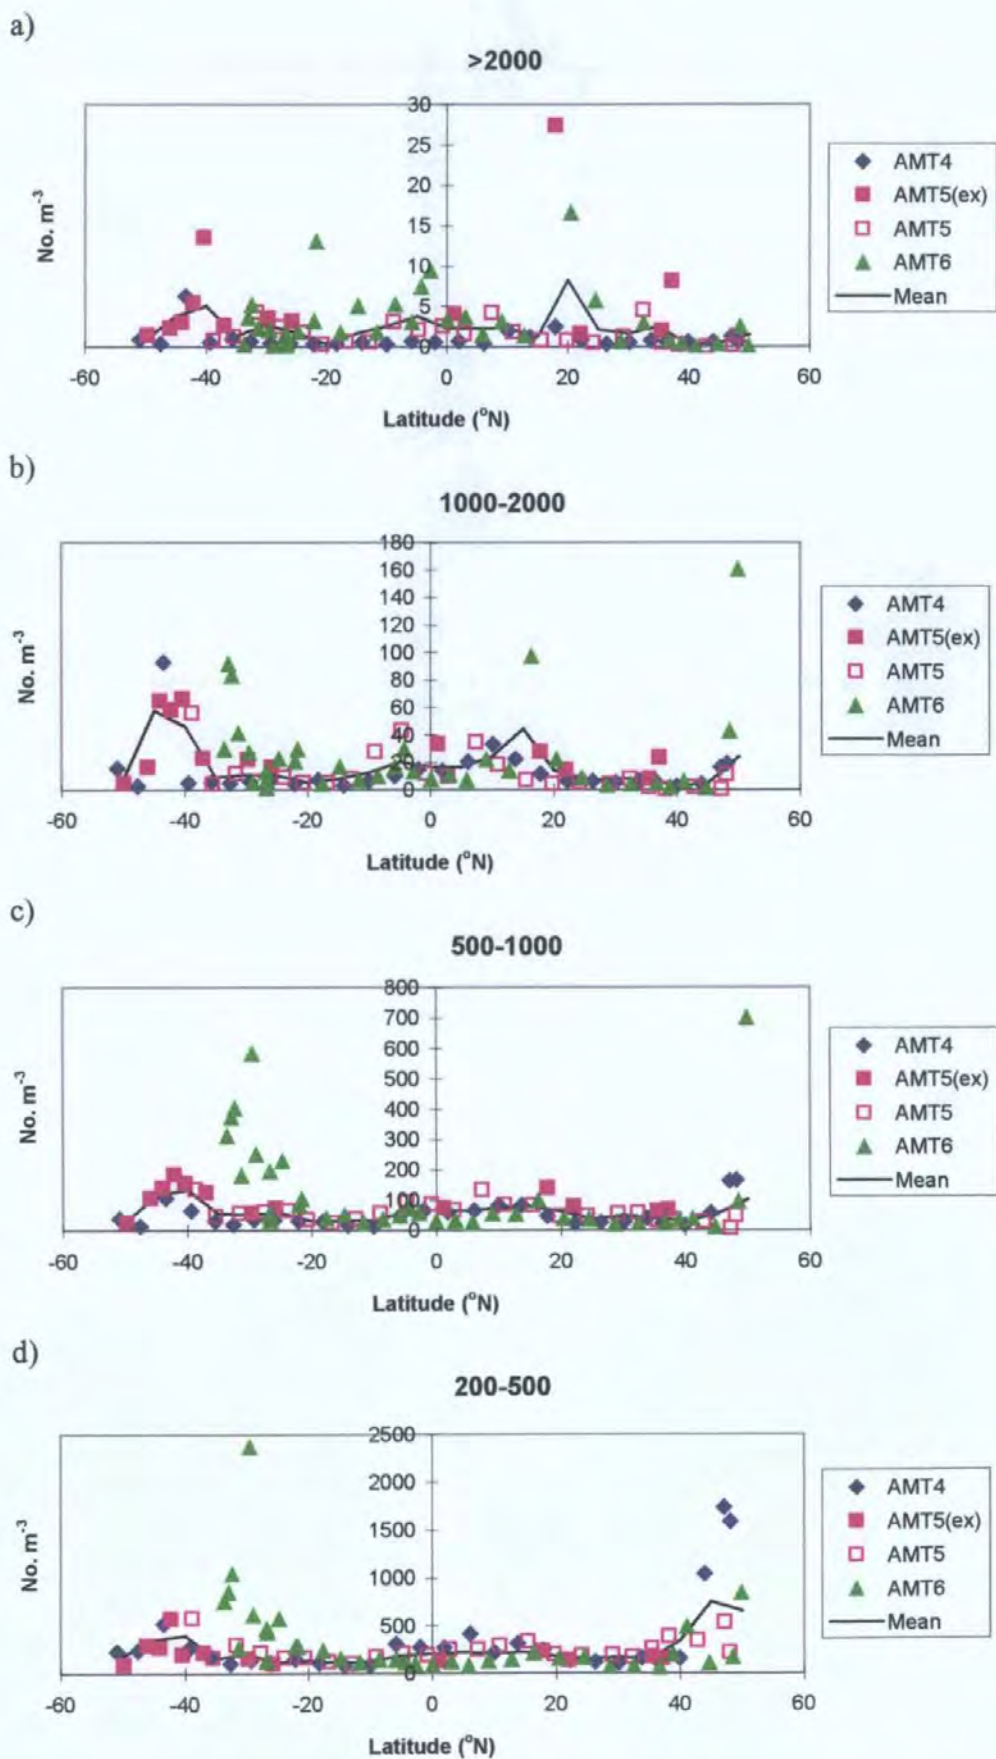 a)
>2000
30
25
20
15
10
5
0
No. m-3
-60 -40 -20 0 20 40 60
Latitude (oN)
AMT4
AMT5(ex)
AMT5
AMT6
Mean
b)
1000-2000
180
160
140
120
100
80
60
40
20
0
No. m-3
-60 -40 -20 0 20 40 60
Latitude (oN)
AMT4
AMT5(ex)
AMT5
AMT6
Mean
c)
500-1000
800
700
600
500
400
300
200
100
0
No. m-3
-60 -40 -20 0 20 40 60
Latitude (oN)
AMT4
AMT5(ex)
AMT5
AMT6
Mean
d)
200-500
2500
2000
1500
1000
500
0
No. m-3
-60 -40 -20 0 20 40 60
Latitude (oN)
AMT4
AMT5(ex)
AMT5
AMT6
Mean